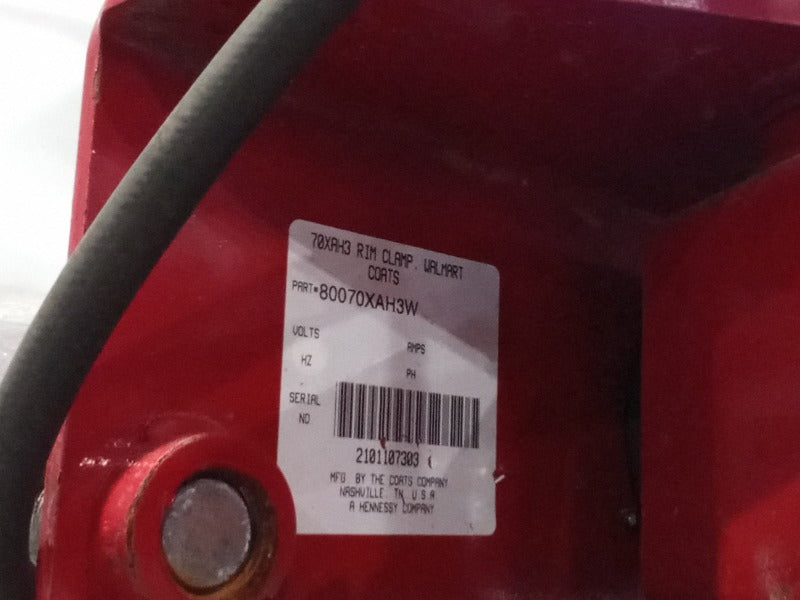 70XAH3 RIM CLAMP, WALMART
COATS
PART# 80070XAH3W
VOLTS
AMPS
HZ
PH
SERIAL
NO
2101107303
MFG BY THE COATS COMPANY
NASHVILLE, TN, U.S.A
A HENNESSY COMPANY